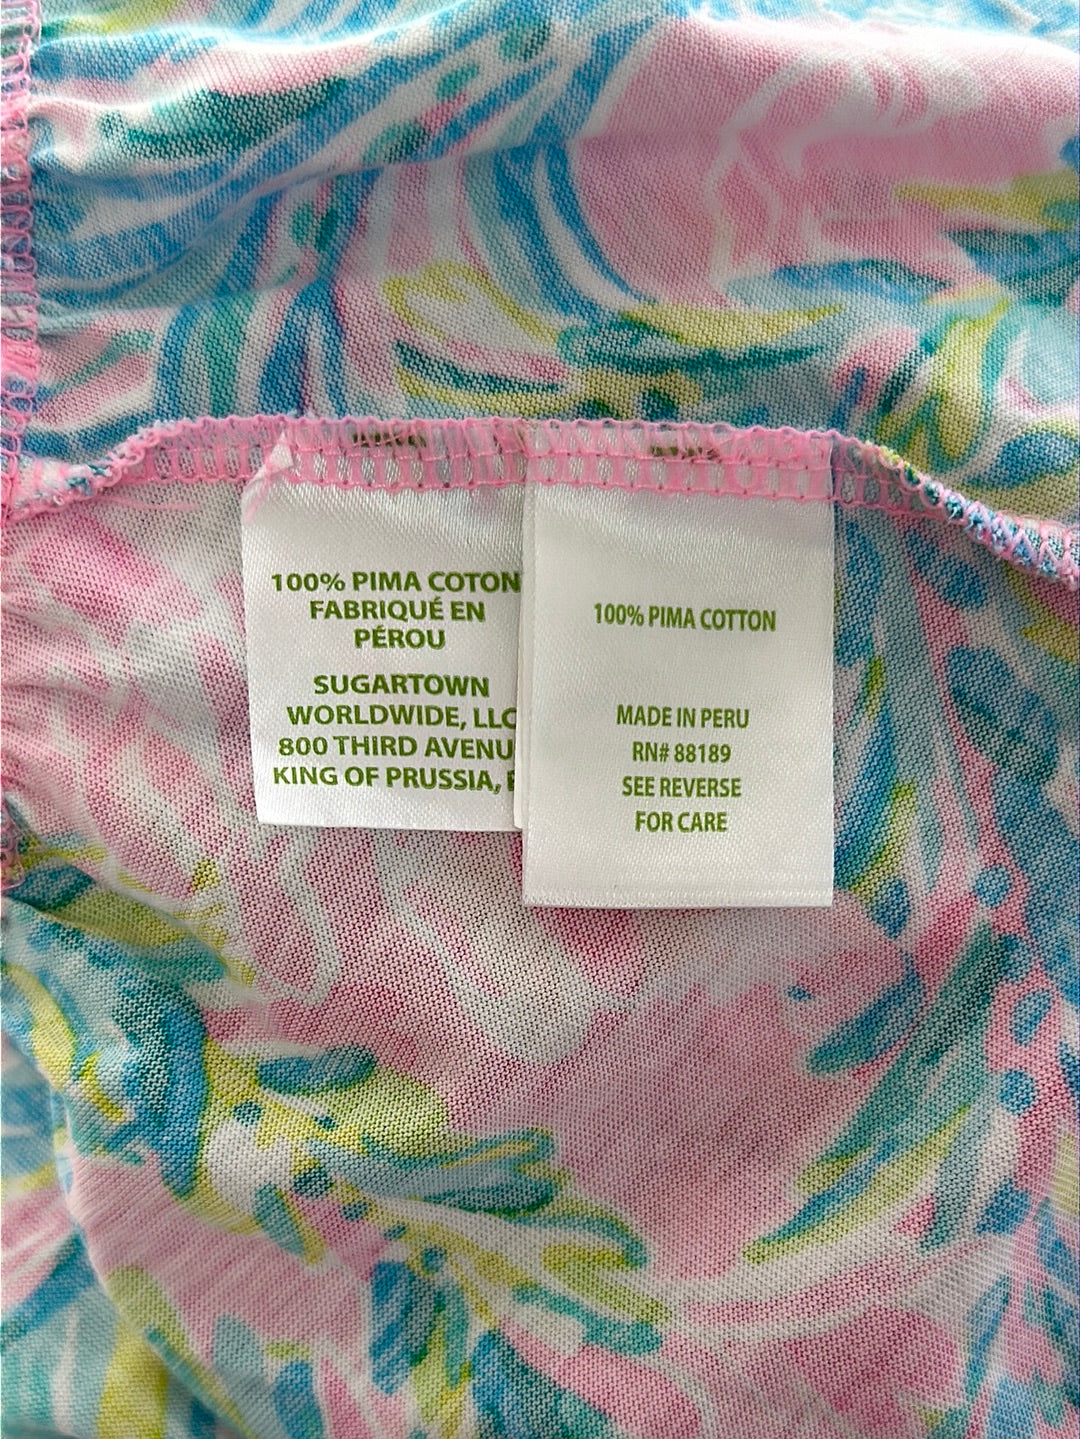 100% PIMA COTON
FABRIQUÉ EN
PÉROU
SUGARTOWN
WORLDWIDE, LLC
800 THIRD AVENU
KING OF PRUSSIA,
100% PIMA COTTON
MADE IN PERU
RN# 88189
SEE REVERSE
FOR CARE